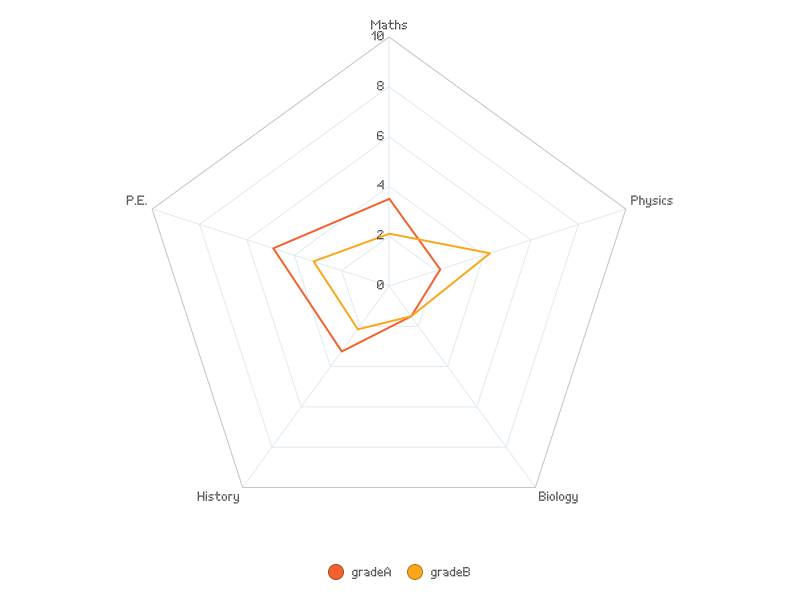 Maths
10
8
6
4
2
0
P.E.
Physics
History
Biology
gradeA
gradeB